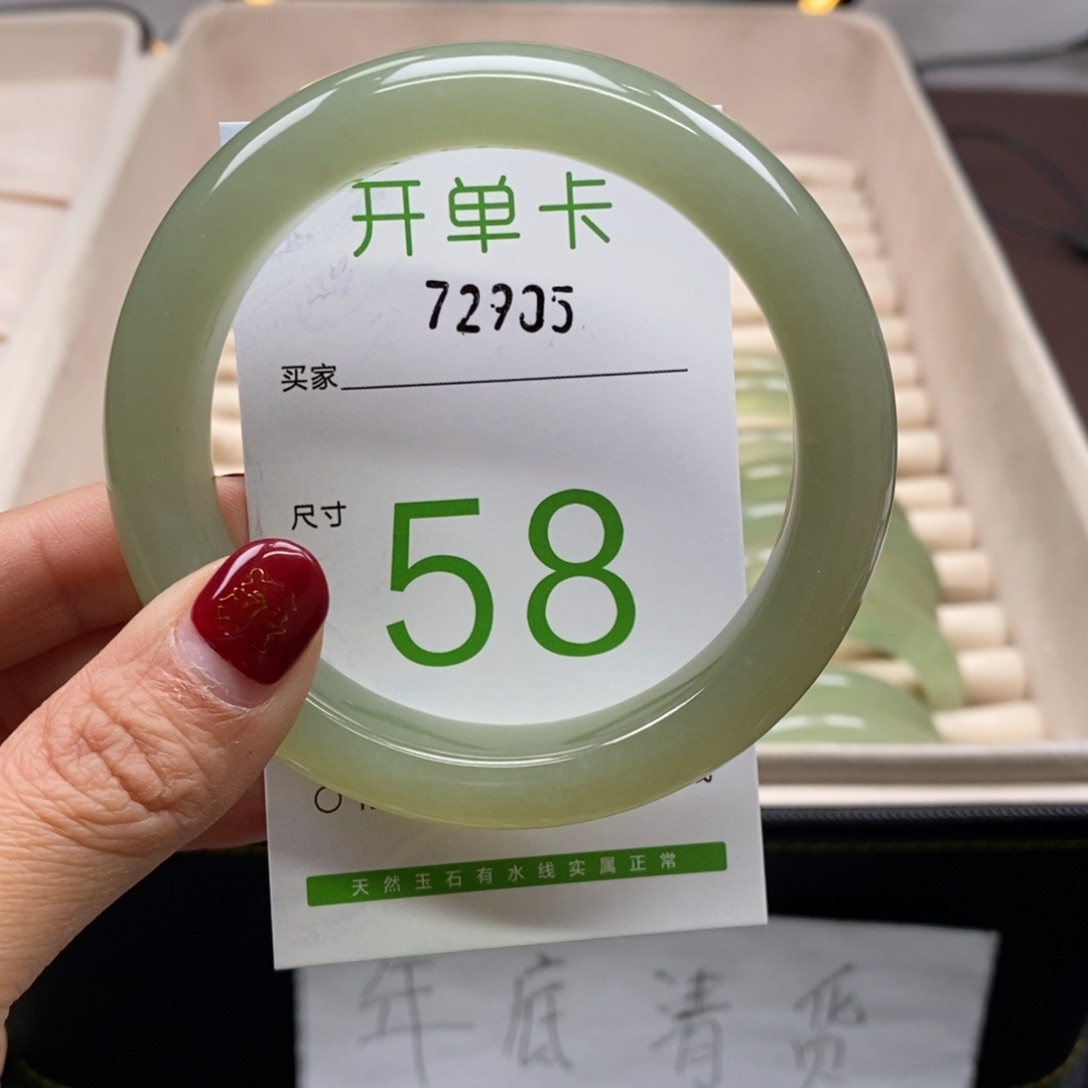 开单卡
72905
买家
尺寸 58
天然玉石有水线实属正常
年底清货